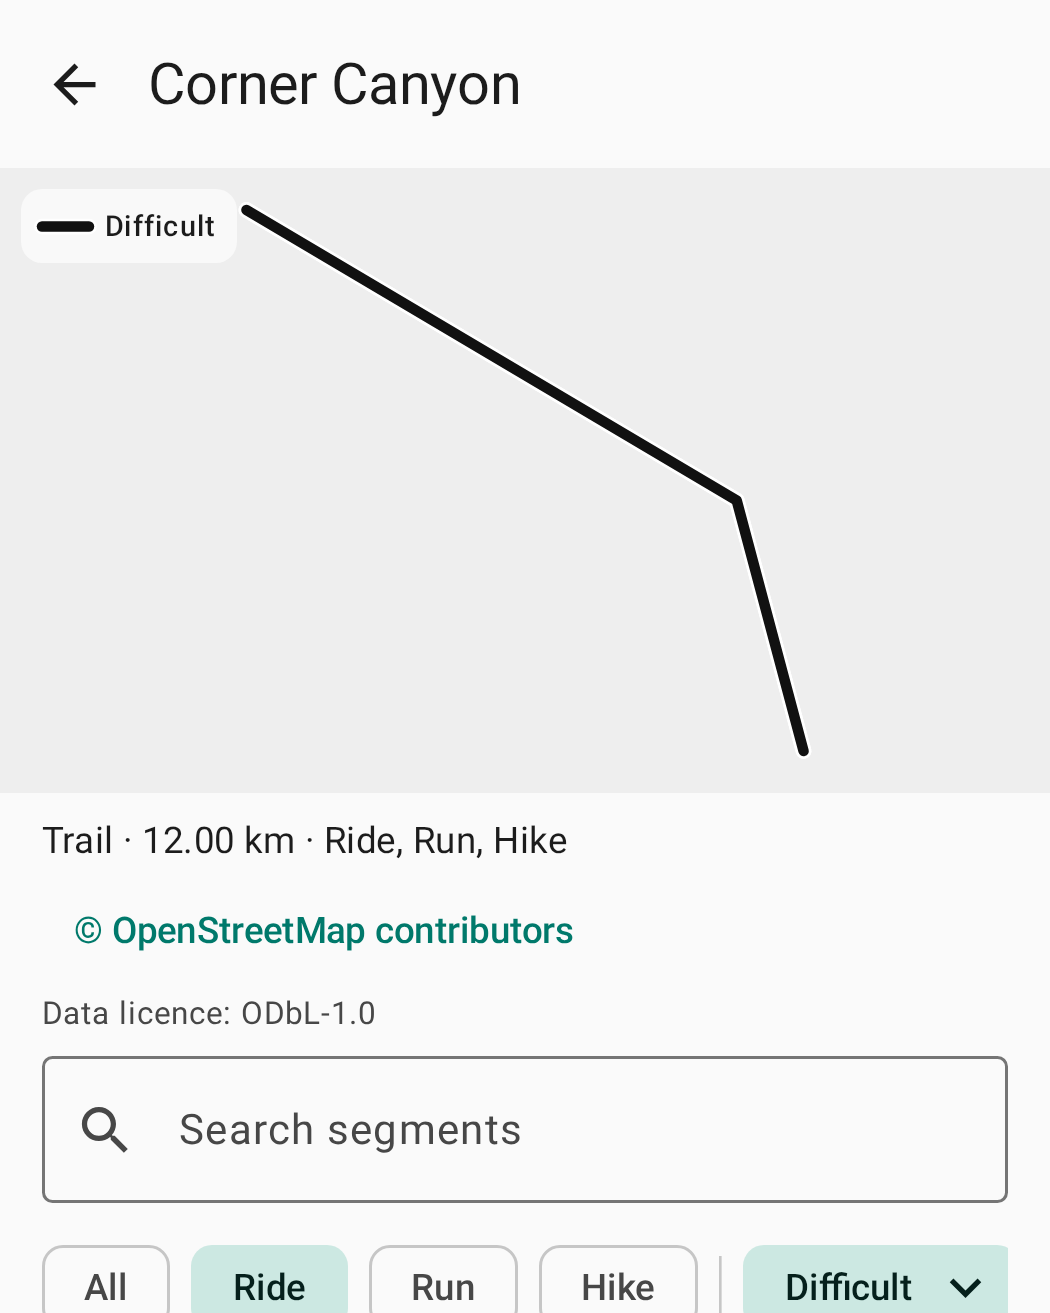 Corner Canyon
Difficult
Trail · 12.00 km · Ride, Run, Hike
© OpenStreetMap contributors
Data licence: ODbL-1.0
Search segments
All Ride Run Hike Difficult